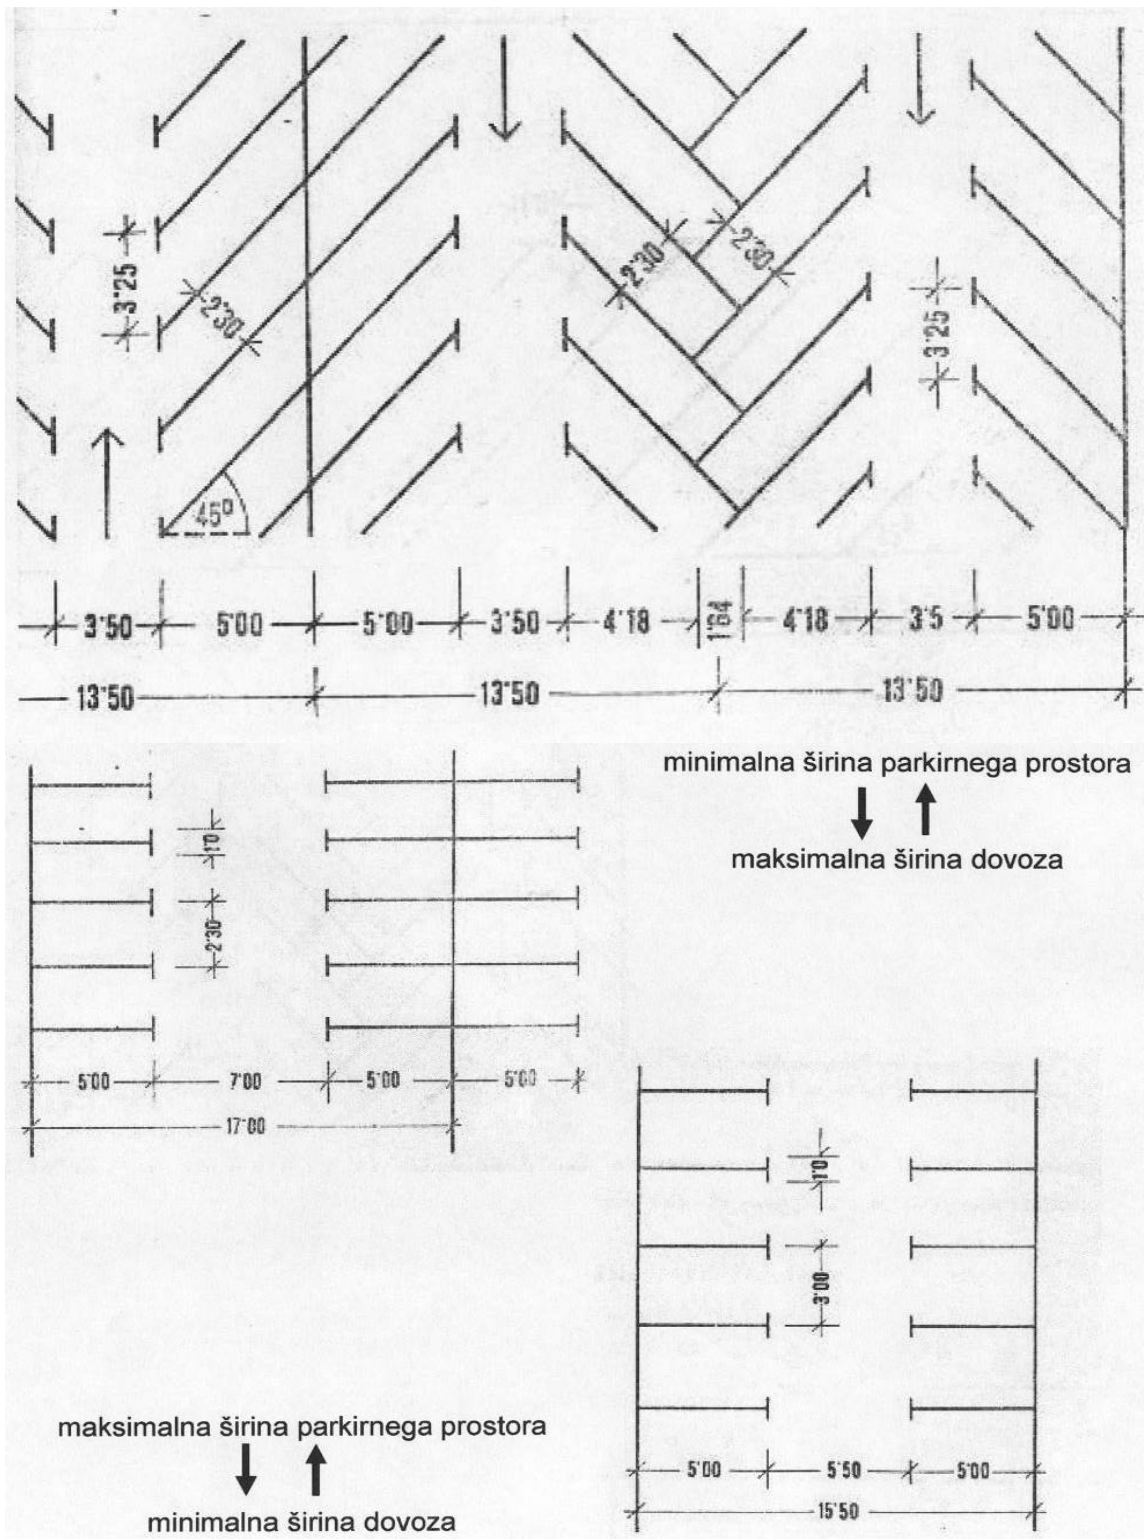 3'25
2'30
45°
2'30
2'30
3'25
3'50 5'00 5'00 3'50 4'18 1'64 4'18 3'5 5'00
13'50 13'50 13'50
minimalna širina parkirnega prostora
maksimalna širina dovoza
1'0
2'30
5'00 7'00 5'00 5'00
17'00
1'0
3'00
5'00 5'50 5'00
15'50
maksimalna širina parkirnega prostora
minimalna širina dovoza